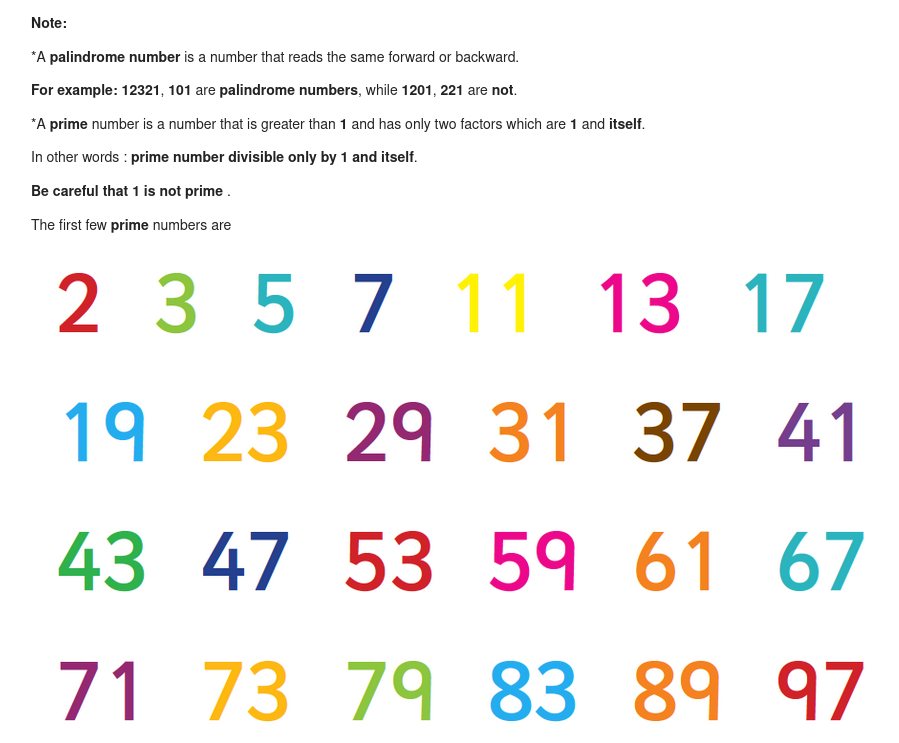 Note:
*A palindrome number is a number that reads the same forward or backward.
For example: 12321, 101 are palindrome numbers, while 1201, 221 are not.
*A prime number is a number that is greater than 1 and has only two factors which are 1 and itself.
In other words : prime number divisible only by 1 and itself.
Be careful that 1 is not prime .
The first few prime numbers are
2 3 5 7 11 13 17
19 23 29 31 37 41
43 47 53 59 61 67
71 73 79 83 89 97